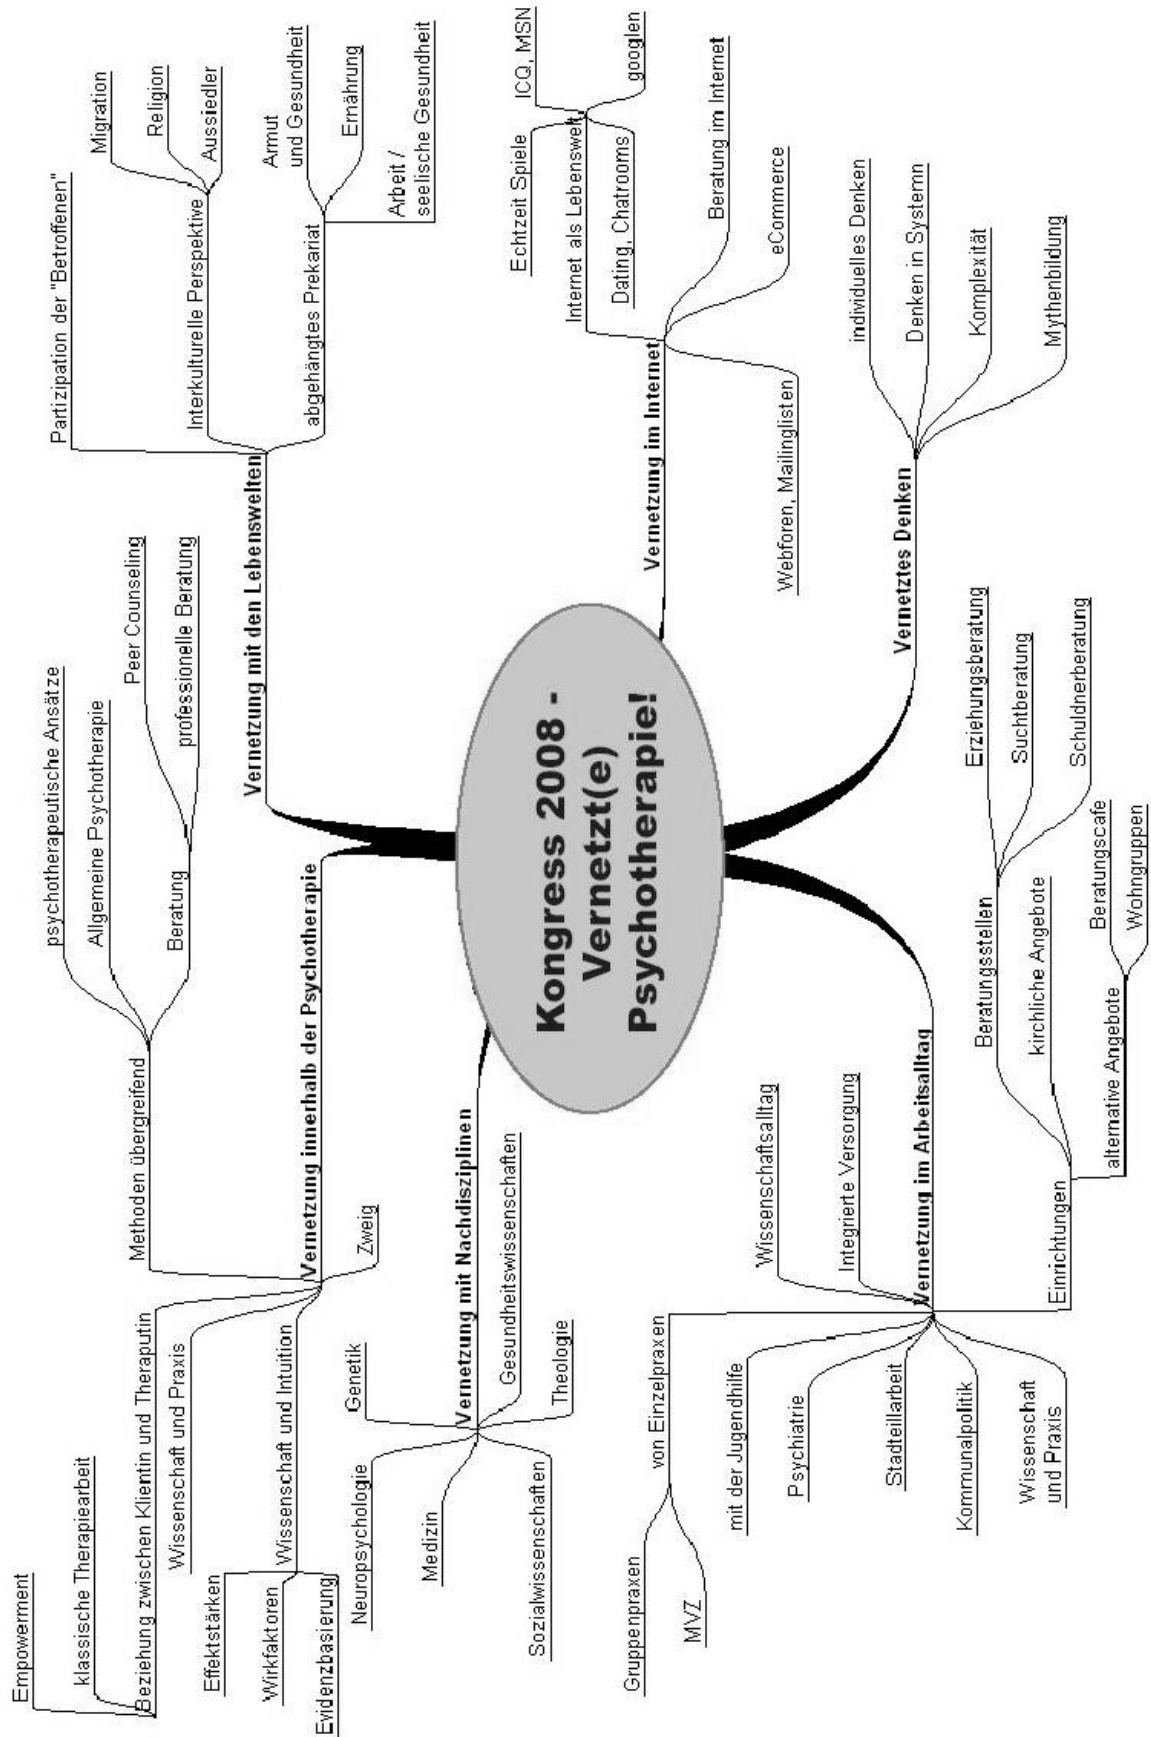 Kongress 2008 -
Vernetzt(e)
Psychotherapie!
Vernetzung innerhalb der Psychotherapie
Methoden übergreifend
psychotherapeutische Ansätze
Allgemeine Psychotherapie
Beratung
Peer Counseling
professionelle Beratung
Beziehung zwischen Klientin und Theraputin
Empowerment
klassische Therapiearbeit
Wissenschaft und Praxis
Wissenschaft und Intuition
Effektstärken
Wirkfaktoren
Evidenzbasierung
Zweig
Vernetzung mit den Lebenswelten
Partizipation der "Betroffenen"
Interkulturelle Perspektive
Migration
Religion
Aussiedler
abgehängtes Prekariat
Armut
und Gesundheit
Ernährung
Arbeit /
seelische Gesundheit
Vernetzung mit Nachdisziplinen
Genetik
Neuropsychologie
Medizin
Gesundheitswissenschaften
Theologie
Sozialwissenschaften
Vernetzung im Internet
Internet als Lebenswelt
Echtzeit Spiele
ICQ, MSN
googlen
Dating, Chatrooms
Beratung im Internet
eCommerce
Webforen, Mailinglisten
Vernetzung im Arbeitsalltag
von Einzelpraxen
Gruppenpraxen
MVZ
mit der Jugendhilfe
Psychiatrie
Stadteillarbeit
Kommunalpolitik
Wissenschaft
und Praxis
Wissenschaftsalltag
Integrierte Versorgung
Einrichtungen
Beratungsstellen
Erziehungsberatung
Suchtberatung
Schuldnerberatung
kirchliche Angebote
alternative Angebote
Beratungscafe
Wohngruppen
Vernetztes Denken
individuelles Denken
Denken in Systemn
Komplexität
Mythenbildung